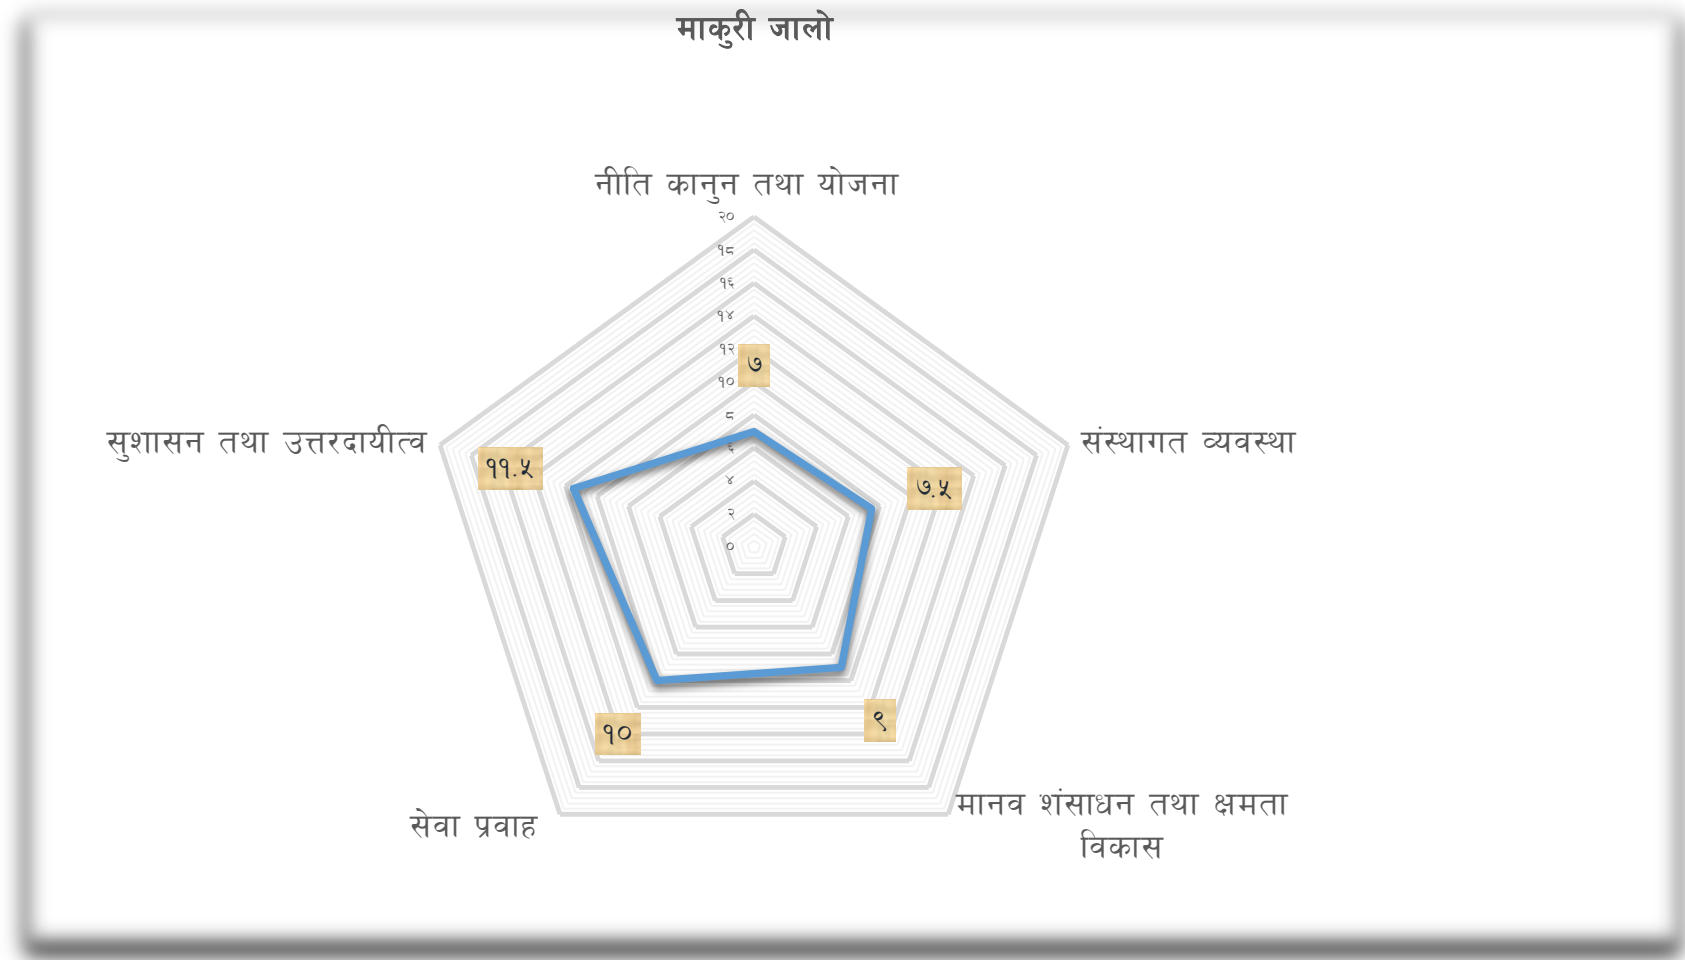 माकुरी जालो
नीति कानुन तथा योजना
२०
१८
१६
१४
१२
७
१०
८
६
४
२
०
सुशासन तथा उत्तरदायीत्व
संस्थागत व्यवस्था
११.५
७.५
९
१०
मानव शंसाधन तथा क्षमता
विकास
सेवा प्रवाह